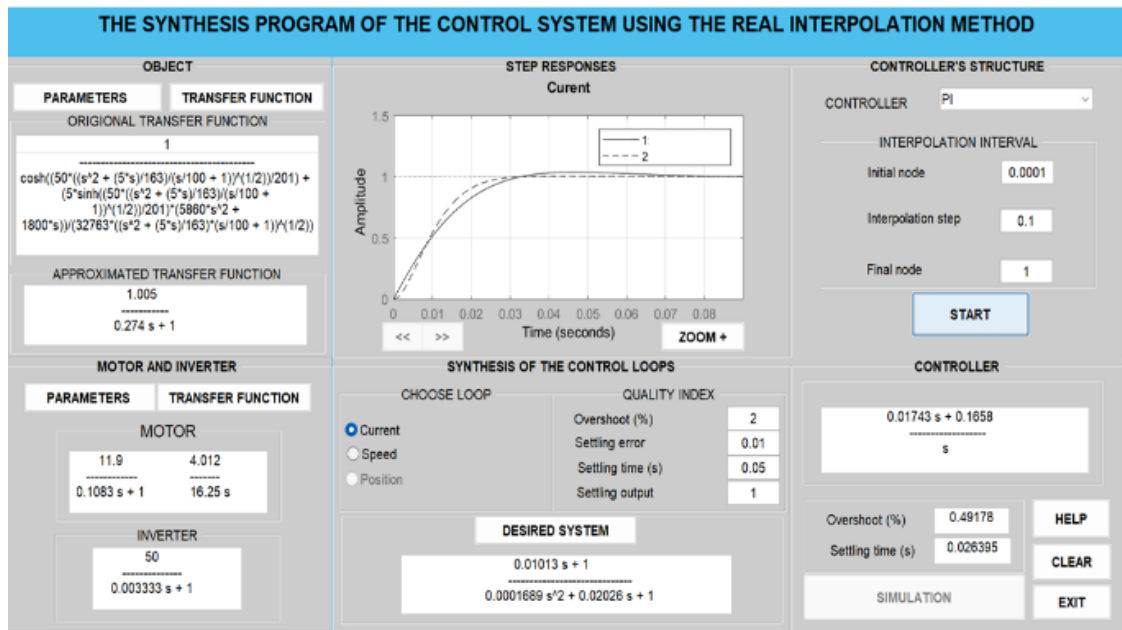 THE SYNTHESIS PROGRAM OF THE CONTROL SYSTEM USING THE REAL INTERPOLATION METHOD
OBJECT
PARAMETERS
TRANSFER FUNCTION
ORIGIONAL TRANSFER FUNCTION
1
--------------------------------------------
cosh((50*((s^2 + (5*s)/163)/(s/100 + 1))^(1/2))/201) +
(5*sinh((50*((s^2 + (5*s)/163)/(s/100 +
1))^(1/2))/201)*(5860*s^2 +
1800*s))/(32763*((s^2 + (5*s)/163)*(s/100 + 1))^(1/2))
APPROXIMATED TRANSFER FUNCTION
1.005
-----------
0.274 s + 1
STEP RESPONSES
Curent
Amplitude
1.5
1
0.5
0
1
2
0 0.01 0.02 0.03 0.04 0.05 0.06 0.07 0.08
Time (seconds)
<<
>>
ZOOM +
CONTROLLER'S STRUCTURE
CONTROLLER
PI
INTERPOLATION INTERVAL
Initial node 0.0001
Interpolation step 0.1
Final node 1
START
MOTOR AND INVERTER
PARAMETERS
TRANSFER FUNCTION
MOTOR
11.9 4.012
------------ -------
0.1083 s + 1 16.25 s
INVERTER
50
--------------
0.003333 s + 1
SYNTHESIS OF THE CONTROL LOOPS
CHOOSE LOOP
Current
Speed
Position
QUALITY INDEX
Overshoot (%) 2
Settling error 0.01
Settling time (s) 0.05
Settling output 1
DESIRED SYSTEM
0.01013 s + 1
-----------------------------
0.0001689 s^2 + 0.02026 s + 1
CONTROLLER
0.01743 s + 0.1658
------------------
s
Overshoot (%) 0.49178
Settling time (s) 0.026395
SIMULATION
HELP
CLEAR
EXIT